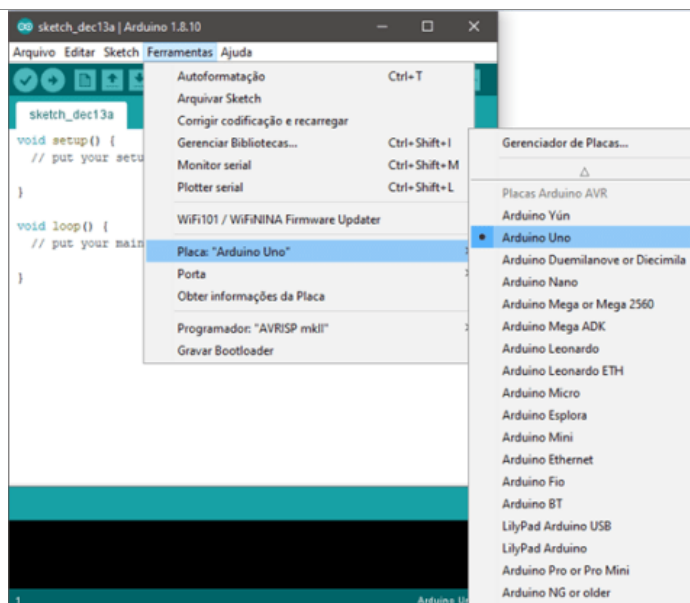 sketch_dec13a | Arduino 1.8.10
Arquivo Editar Sketch Ferramentas Ajuda
sketch_dec13a
void setup() {
// put your setu
}
void loop() {
// put your main
}
Autoformatação Ctrl+T
Arquivar Sketch
Corrigir codificação e recarregar
Gerenciar Bibliotecas... Ctrl+Shift+I
Monitor serial Ctrl+Shift+M
Plotter serial Ctrl+Shift+L
WiFi101 / WiFiNINA Firmware Updater
Placa: "Arduino Uno"
Porta
Obter informações da Placa
Programador: "AVRISP mkII"
Gravar Bootloader
Gerenciador de Placas...
Placas Arduino AVR
Arduino Yún
Arduino Uno
Arduino Duemilanove or Diecimila
Arduino Nano
Arduino Mega or Mega 2560
Arduino Mega ADK
Arduino Leonardo
Arduino Leonardo ETH
Arduino Micro
Arduino Esplora
Arduino Mini
Arduino Ethernet
Arduino Fio
Arduino BT
LilyPad Arduino USB
LilyPad Arduino
Arduino Pro or Pro Mini
Arduino NG or older
1 Arduino U